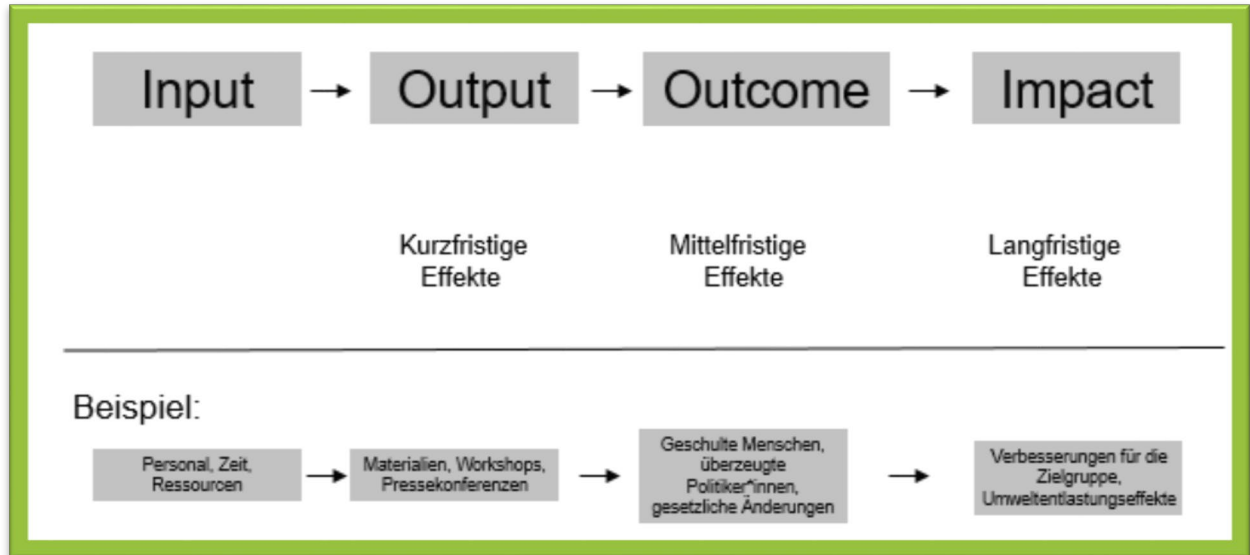 Input → Output → Outcome → Impact
Kurzfristige
Effekte
Mittelfristige
Effekte
Langfristige
Effekte
Beispiel:
Personal, Zeit,
Ressourcen
Materialien, Workshops,
Pressekonferenzen
Geschulte Menschen,
überzeugte
Politiker*innen,
gesetzliche Änderungen
Verbesserungen für die
Zielgruppe,
Umweltentlastungseffekte